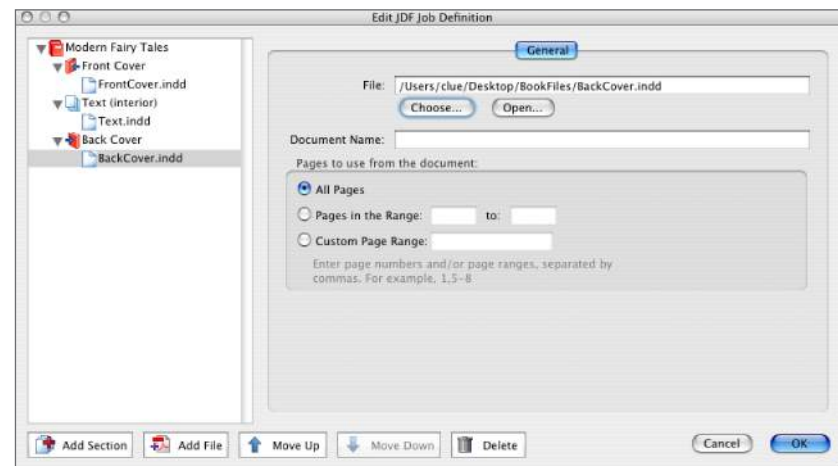 Edit JDF Job Definition
Modern Fairy Tales
Front Cover
FrontCover.indd
Text (interior)
Text.indd
Back Cover
BackCover.indd
General
File: /Users/clue/Desktop/BookFiles/BackCover.indd
Choose... Open...
Document Name:
Pages to use from the document:
All Pages
Pages in the Range: to:
Custom Page Range:
Enter page numbers and/or page ranges, separated by
commas. For example, 1,5-8
Add Section Add File Move Up Move Down Delete Cancel OK